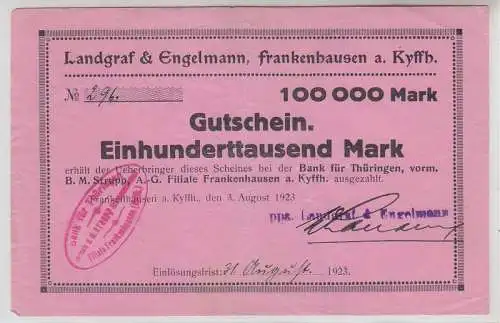 Landgraf & Engelmann, Frankenhausen a. Kyffh.
№ 296. 100000 Mark
Gutschein.
Einhunderttausend Mark
erhält der Ueberbringer dieses Scheines bei der Bank für Thüringen, vorm.
B. M. Strupp, A.-G. Filiale Frankenhausen a. Kyffh. ausgezahlt.
Frankenhausen a. Kyffh., den 3. August 1923
ppa. Landgraf & Engelmann
Einlösungsfrist: 31 August 1923.